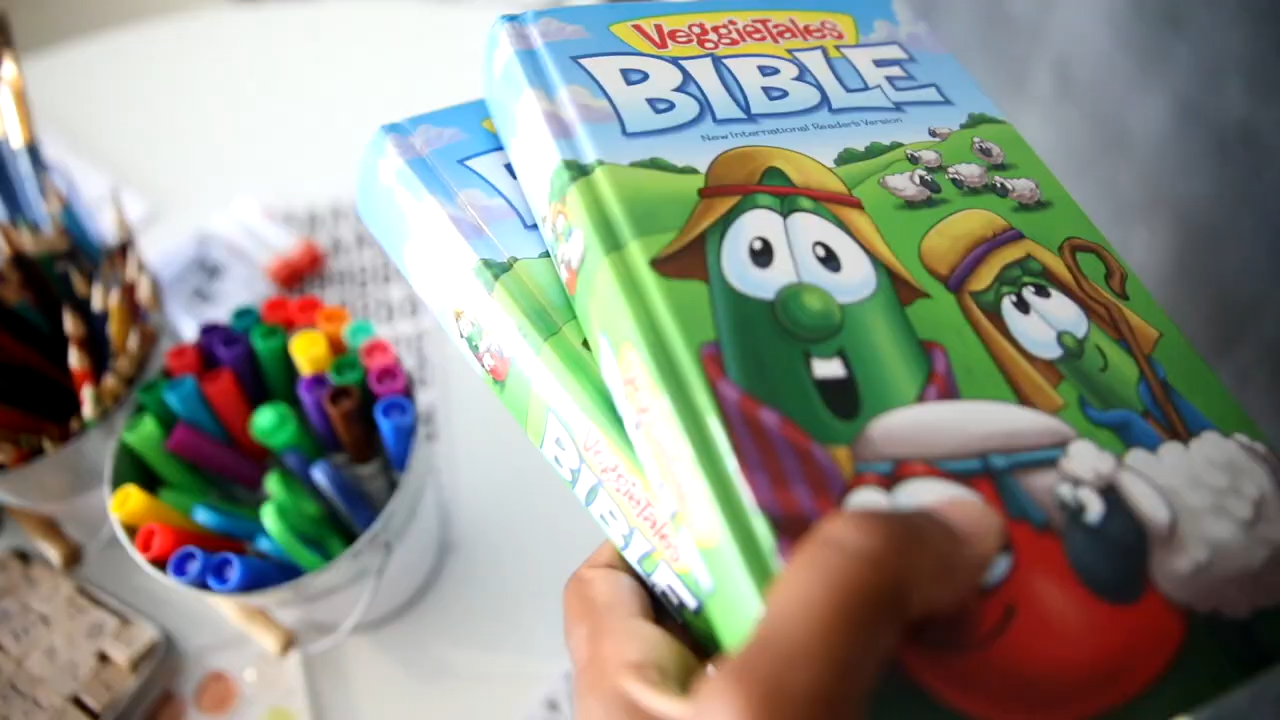 VeggieTales
BIBLE
New International Reader's Version
VeggieTales
BIBLE